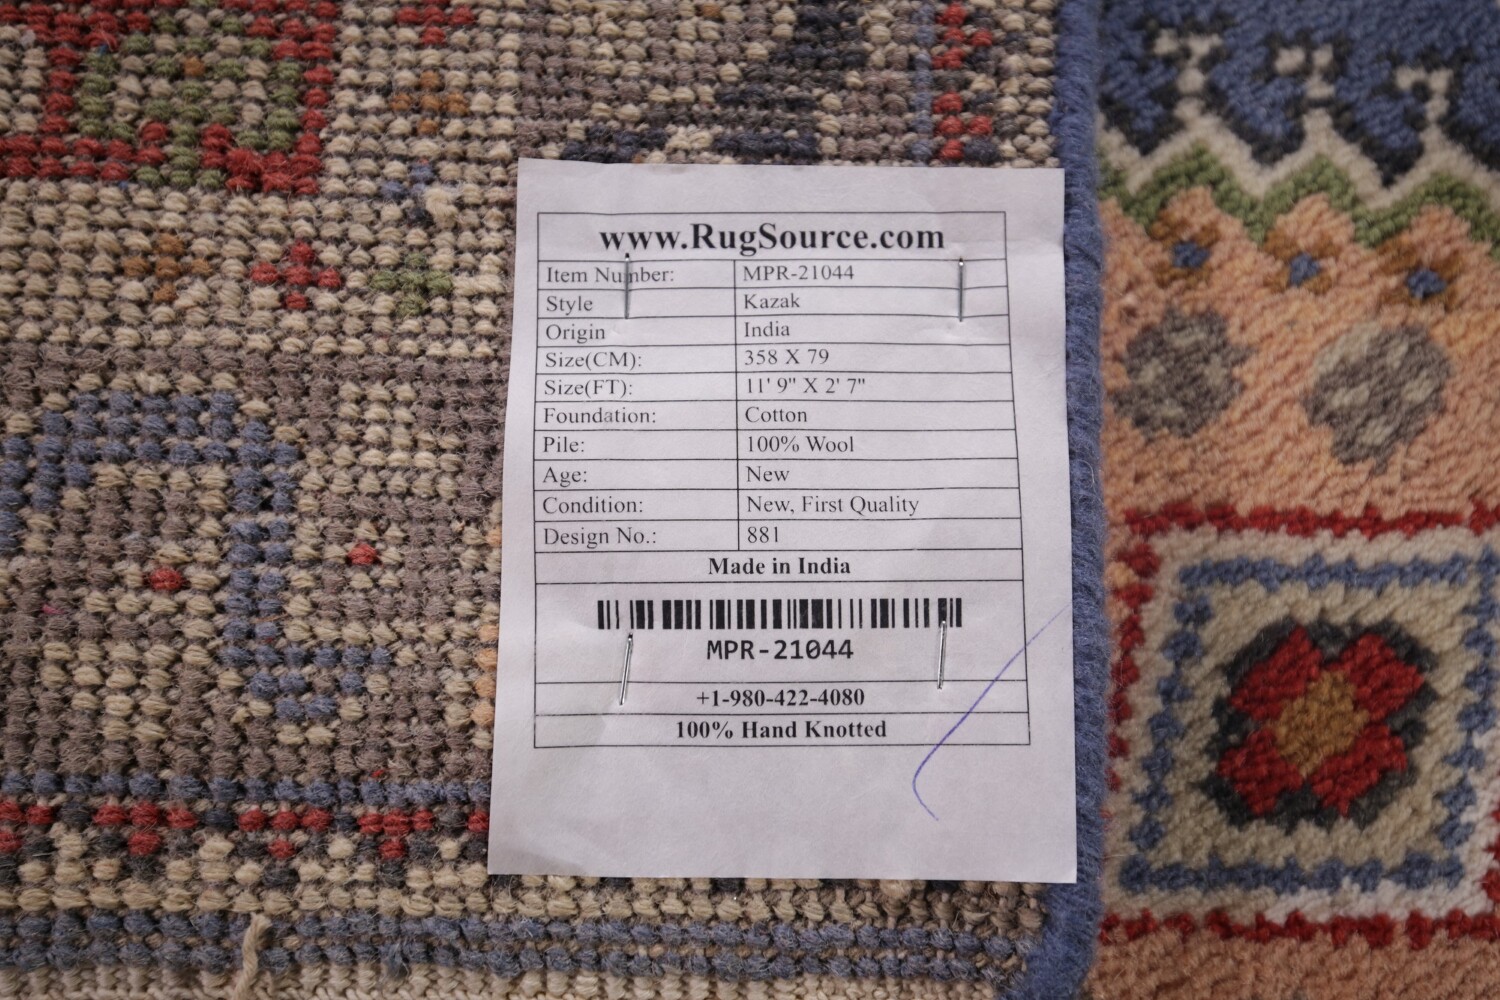 www.RugSource.com
Item Number: MPR-21044
Style Kazak
Origin India
Size(CM): 358 X 79
Size(FT): 11' 9" X 2' 7"
Foundation: Cotton
Pile: 100% Wool
Age: New
Condition: New, First Quality
Design No.: 881
Made in India
MPR-21044
+1-980-422-4080
100% Hand Knotted